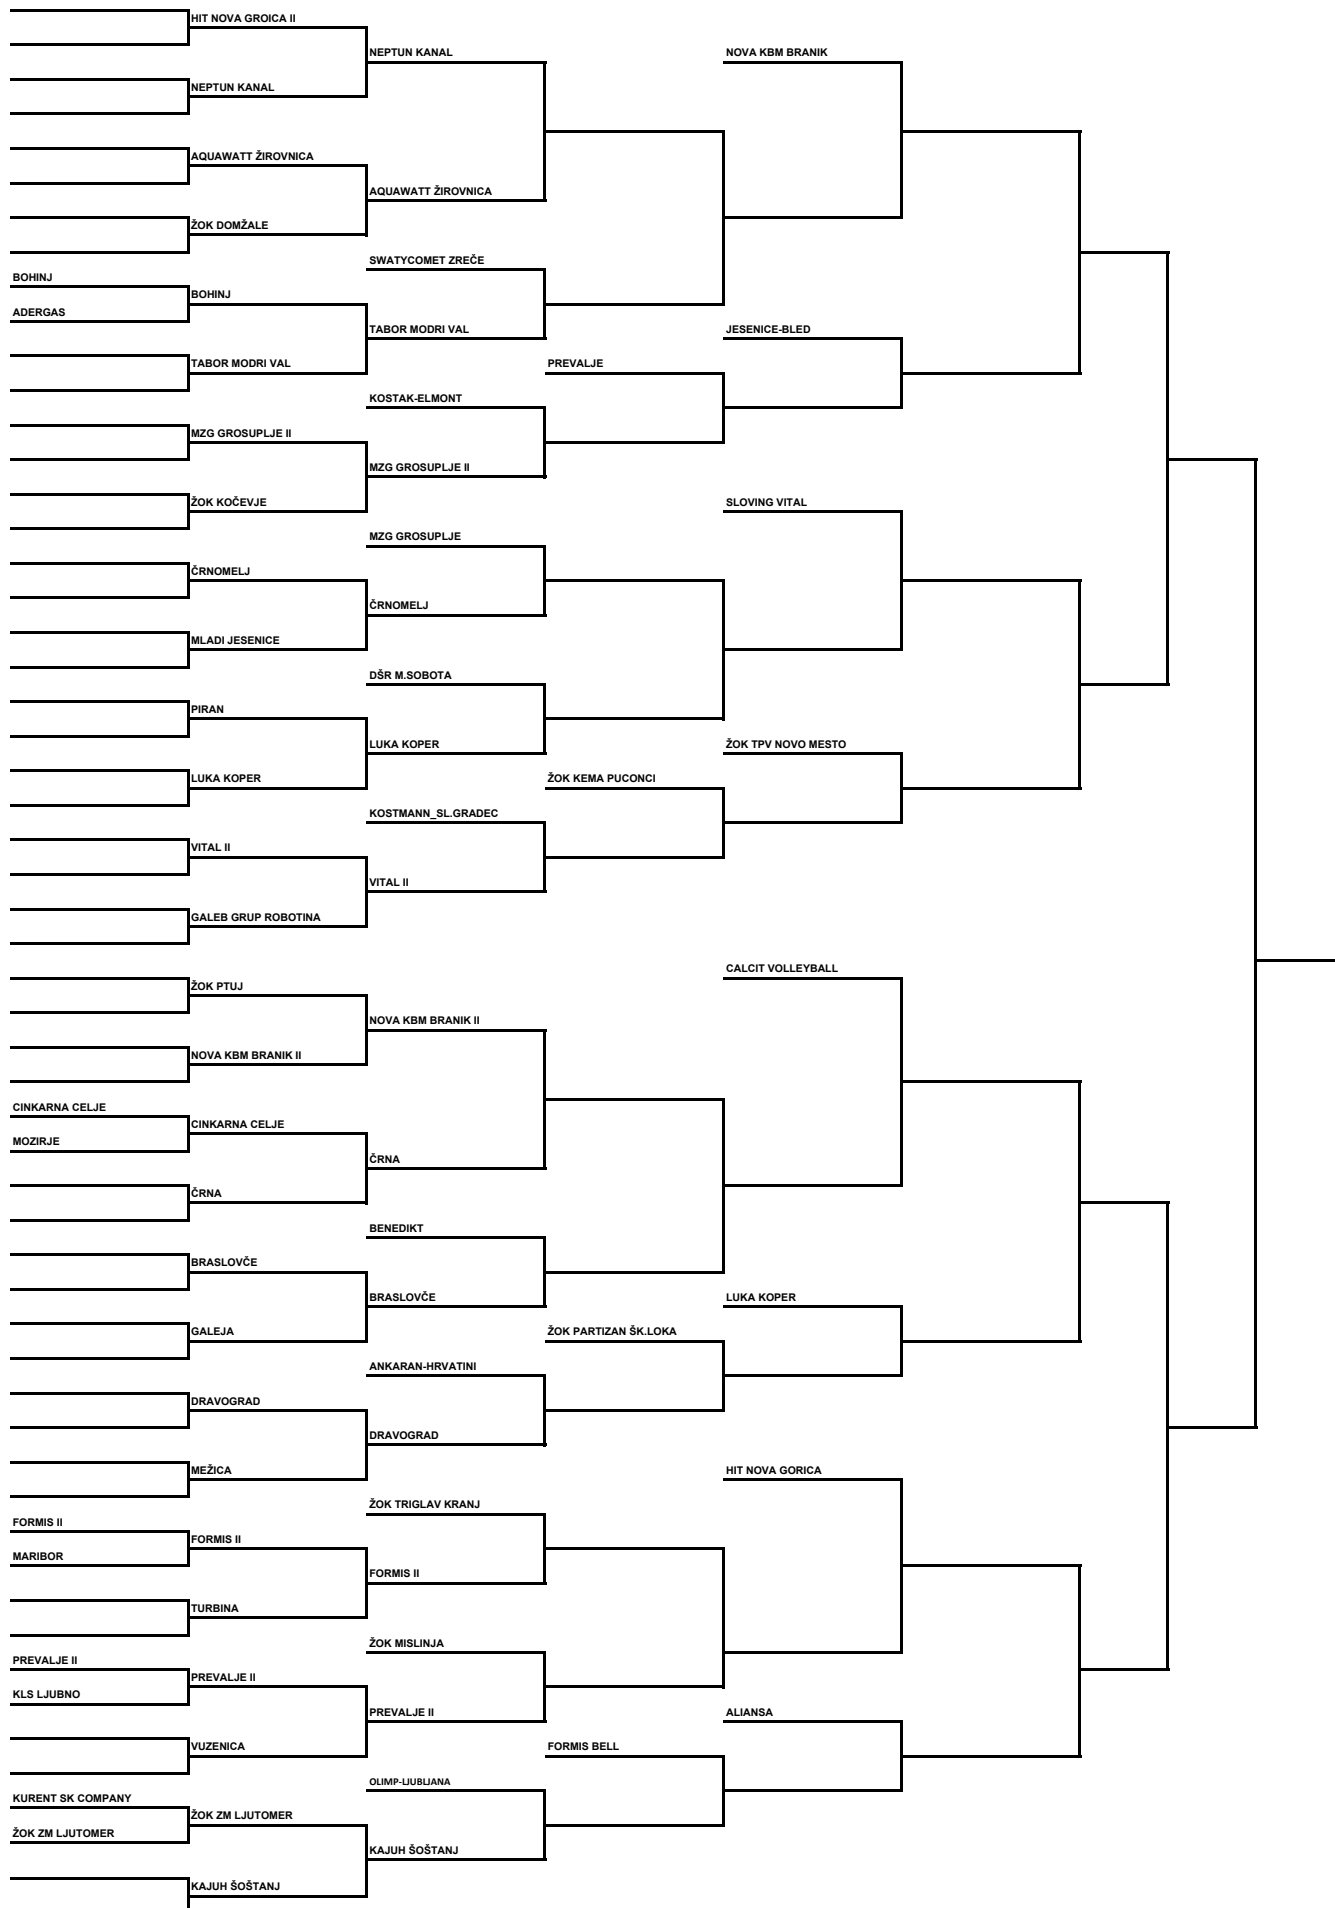 HIT NOVA GROICA II
NEPTUN KANAL
NOVA KBM BRANIK
NEPTUN KANAL
AQUAWATT ŽIROVNICA
AQUAWATT ŽIROVNICA
ŽOK DOMŽALE
SWATYCOMET ZREČE
BOHINJ
BOHINJ
ADERGAS
TABOR MODRI VAL
JESENICE-BLED
TABOR MODRI VAL
PREVALJE
KOSTAK-ELMONT
MZG GROSUPLJE II
MZG GROSUPLJE II
ŽOK KOČEVJE
SLOVING VITAL
MZG GROSUPLJE
ČRNOMELJ
ČRNOMELJ
MLADI JESENICE
DŠR M.SOBOTA
PIRAN
LUKA KOPER
ŽOK TPV NOVO MESTO
LUKA KOPER
ŽOK KEMA PUCONCI
KOSTMANN_SL.GRADEC
VITAL II
VITAL II
GALEB GRUP ROBOTINA
CALCIT VOLLEYBALL
ŽOK PTUJ
NOVA KBM BRANIK II
NOVA KBM BRANIK II
CINKARNA CELJE
CINKARNA CELJE
MOZIRJE
ČRNA
ČRNA
BENEDIKT
BRASLOVČE
BRASLOVČE
LUKA KOPER
GALEJA
ŽOK PARTIZAN ŠK.LOKA
ANKARAN-HRVATINI
DRAVOGRAD
DRAVOGRAD
MEŽICA
HIT NOVA GORICA
ŽOK TRIGLAV KRANJ
FORMIS II
FORMIS II
MARIBOR
FORMIS II
TURBINA
ŽOK MISLINJA
PREVALJE II
PREVALJE II
KLS LJUBNO
PREVALJE II
ALIANSA
VUZENICA
FORMIS BELL
OLIMP-LJUBLJANA
KURENT SK COMPANY
ŽOK ZM LJUTOMER
ŽOK ZM LJUTOMER
KAJUH ŠOŠTANJ
KAJUH ŠOŠTANJ